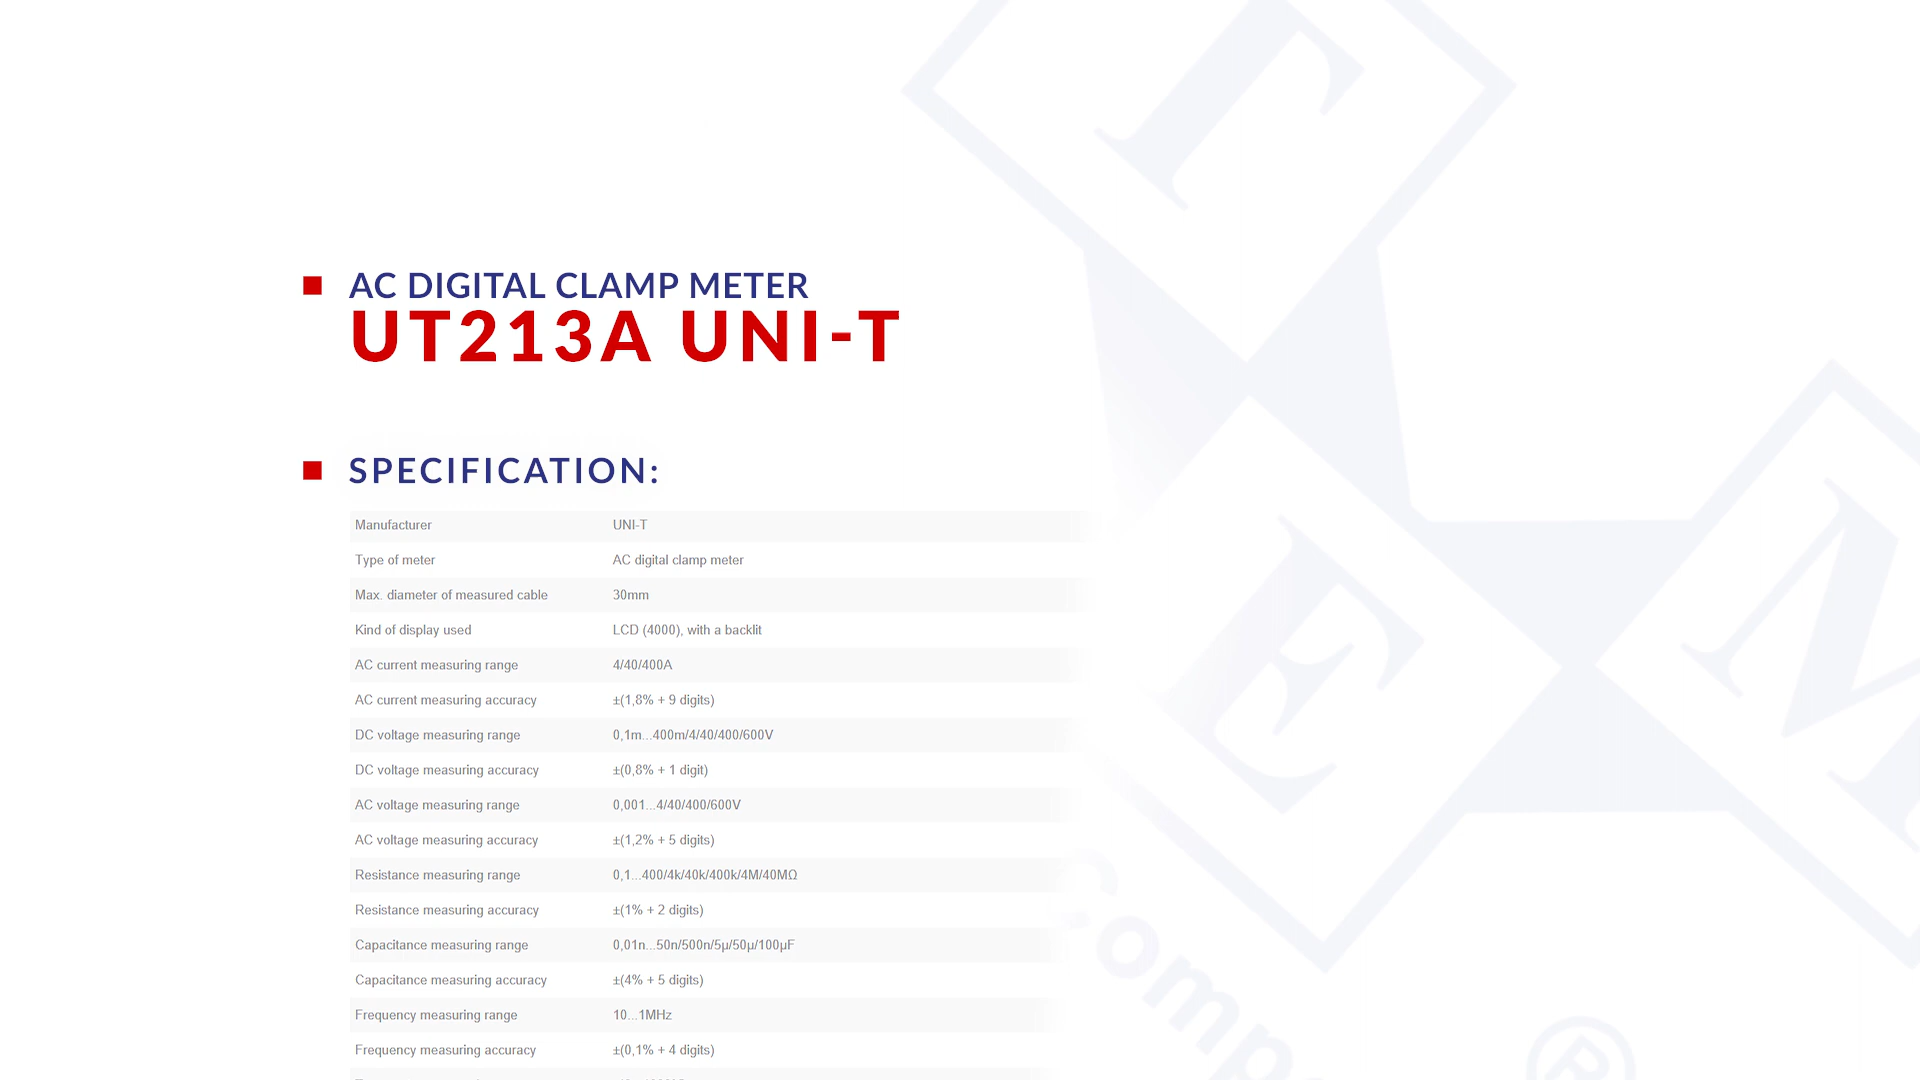 AC DIGITAL CLAMP METER
UT213A UNI-T
SPECIFICATION:
Manufacturer UNI-T
Type of meter AC digital clamp meter
Max. diameter of measured cable 30mm
Kind of display used LCD (4000), with a backlit
AC current measuring range 4/40/400A
AC current measuring accuracy ±(1,8% + 9 digits)
DC voltage measuring range 0,1m...400m/4/40/400/600V
DC voltage measuring accuracy ±(0,8% + 1 digit)
AC voltage measuring range 0,001...4/40/400/600V
AC voltage measuring accuracy ±(1,2% + 5 digits)
Resistance measuring range 0,1...400/4k/40k/400k/4M/40MΩ
Resistance measuring accuracy ±(1% + 2 digits)
Capacitance measuring range 0,01n...50n/500n/5µ/50µ/100µF
Capacitance measuring accuracy ±(4% + 5 digits)
Frequency measuring range 10...1MHz
Frequency measuring accuracy ±(0,1% + 4 digits)
T
E
M
®